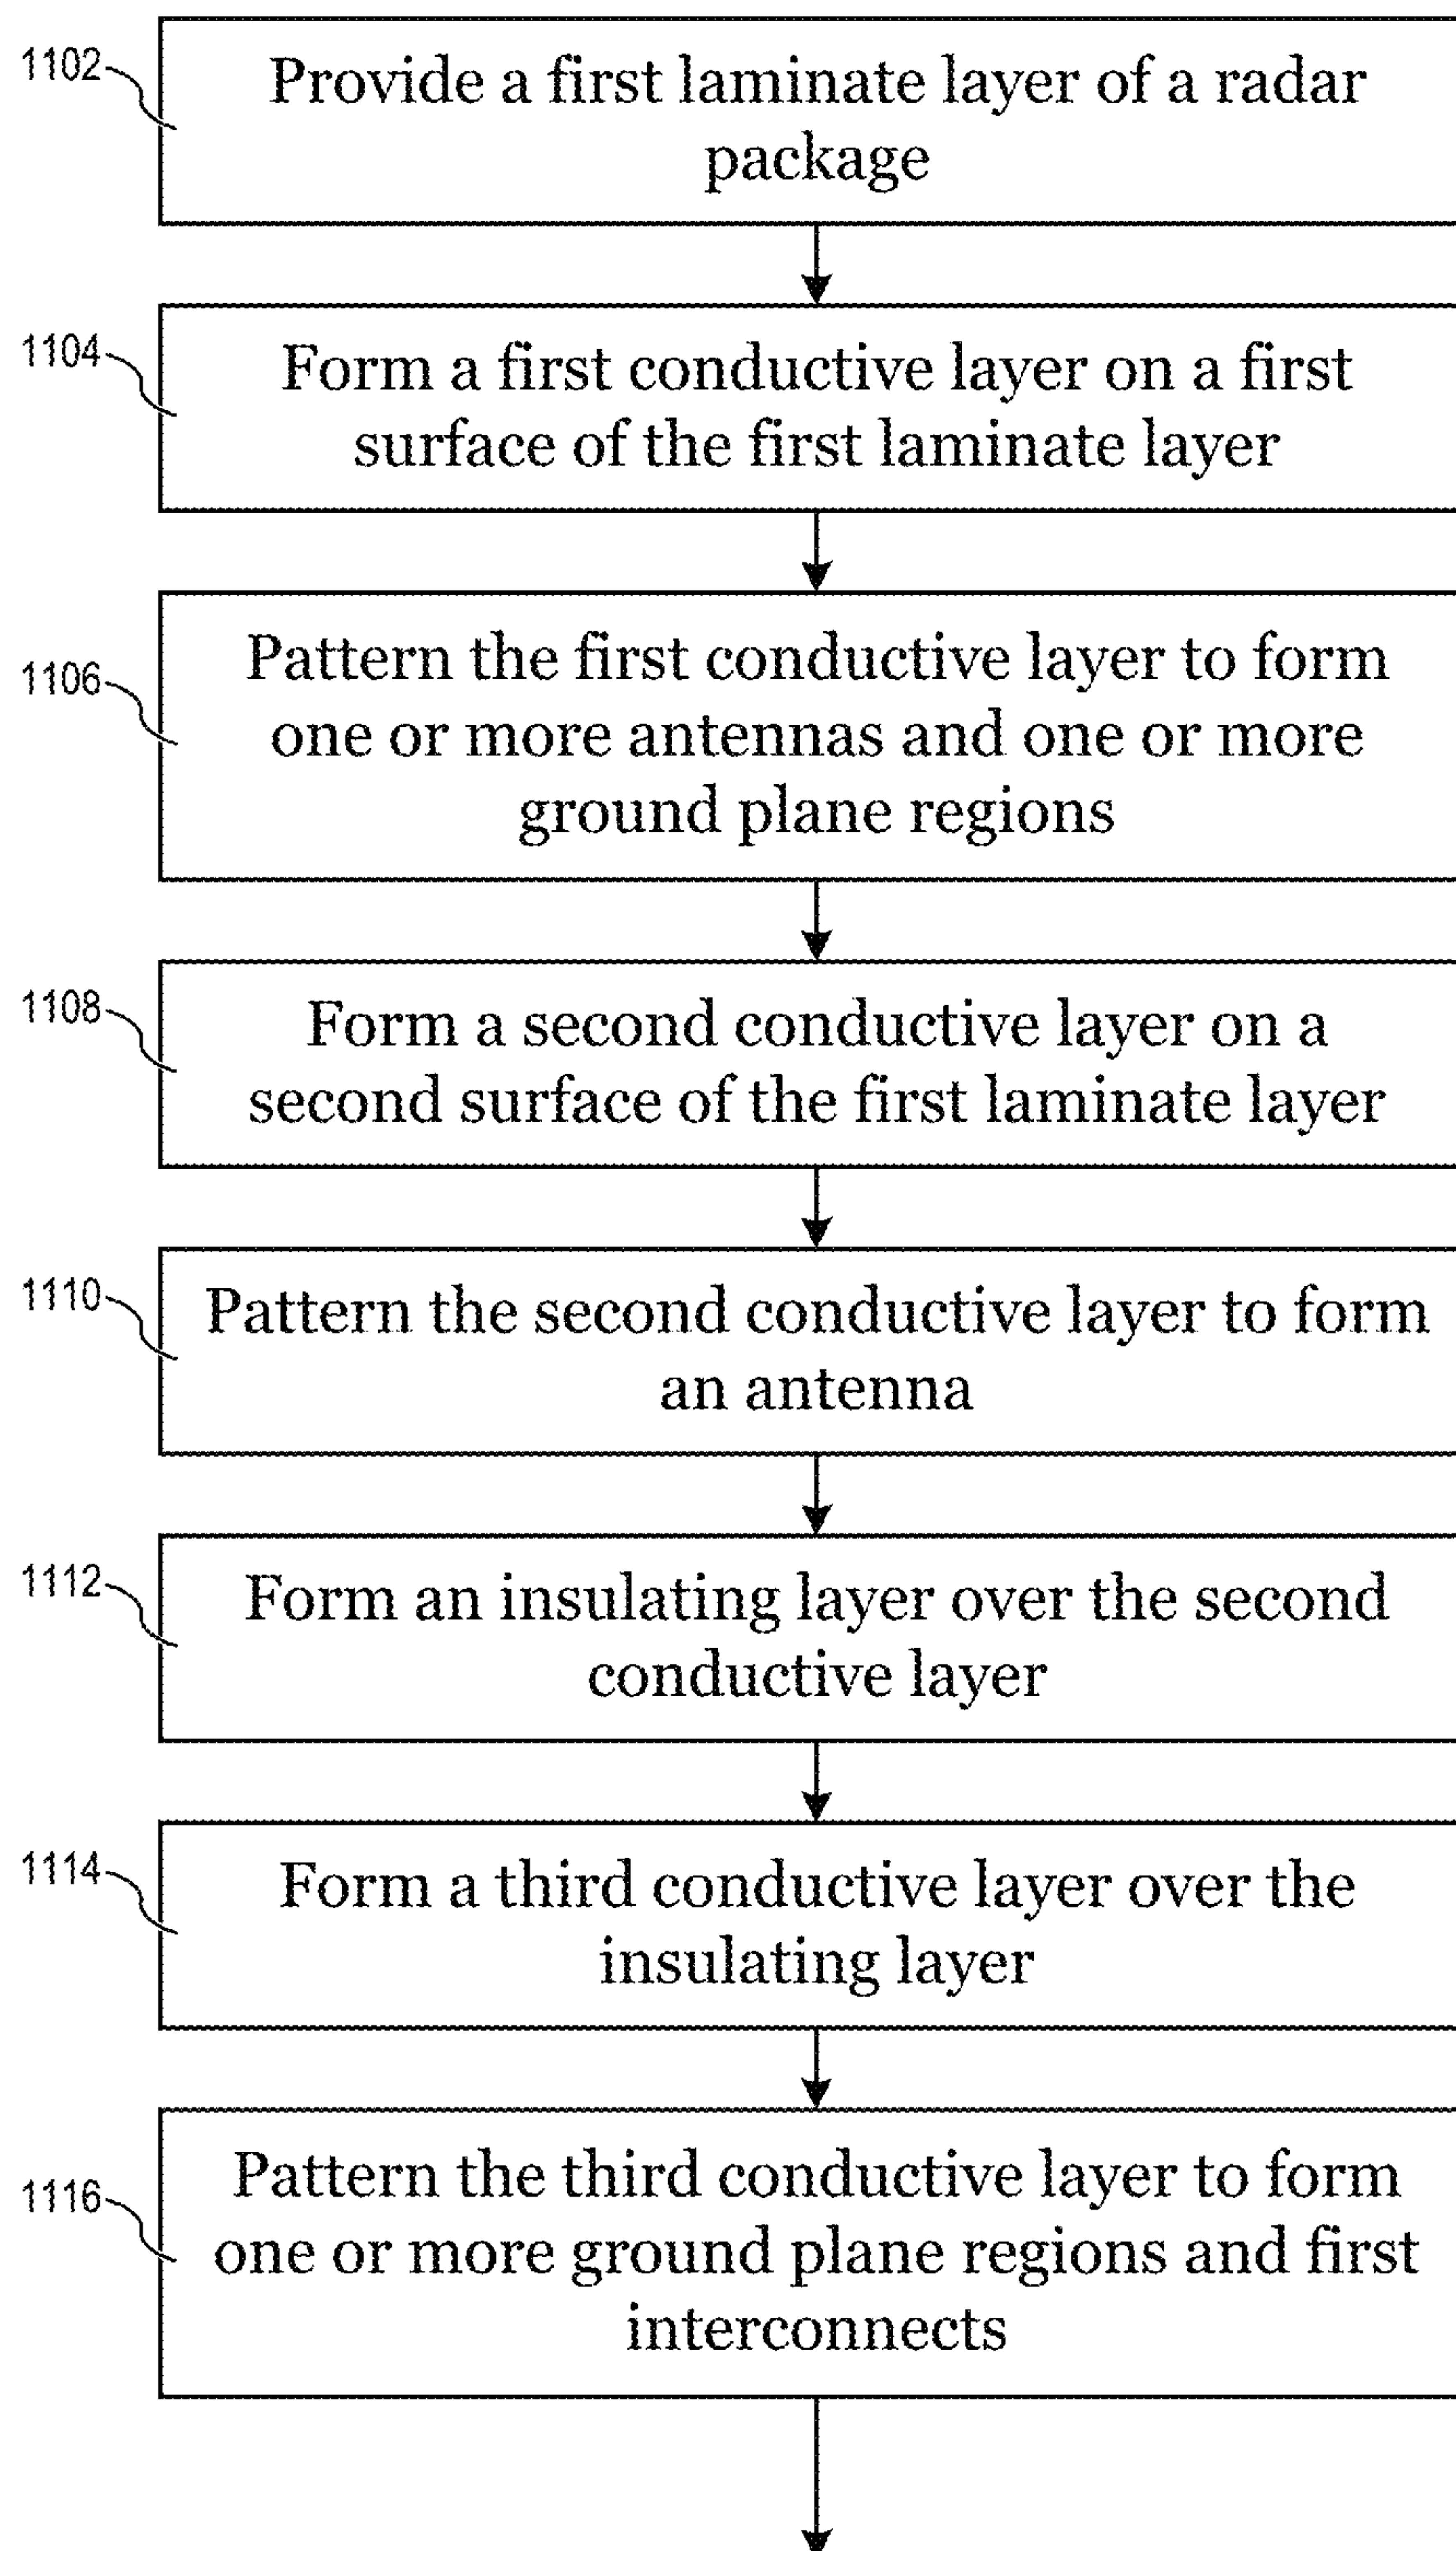 1102
Provide a first laminate layer of a radar
package
1104
Form a first conductive layer on a first
surface of the first laminate layer
1106
Pattern the first conductive layer to form
one or more antennas and one or more
ground plane regions
1108
Form a second conductive layer on a
second surface of the first laminate layer
1110
Pattern the second conductive layer to form
an antenna
1112
Form an insulating layer over the second
conductive layer
1114
Form a third conductive layer over the
insulating layer
1116
Pattern the third conductive layer to form
one or more ground plane regions and first
interconnects